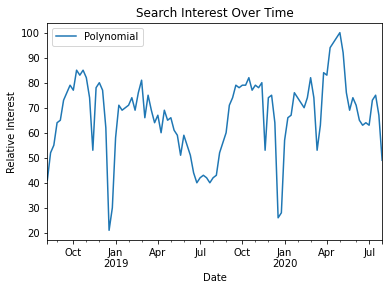 Search Interest Over Time
Polynomial
Relative Interest
100
90
80
70
60
50
40
30
20
Oct Jan Apr Jul Oct Jan Apr Jul
2019 2020
Date